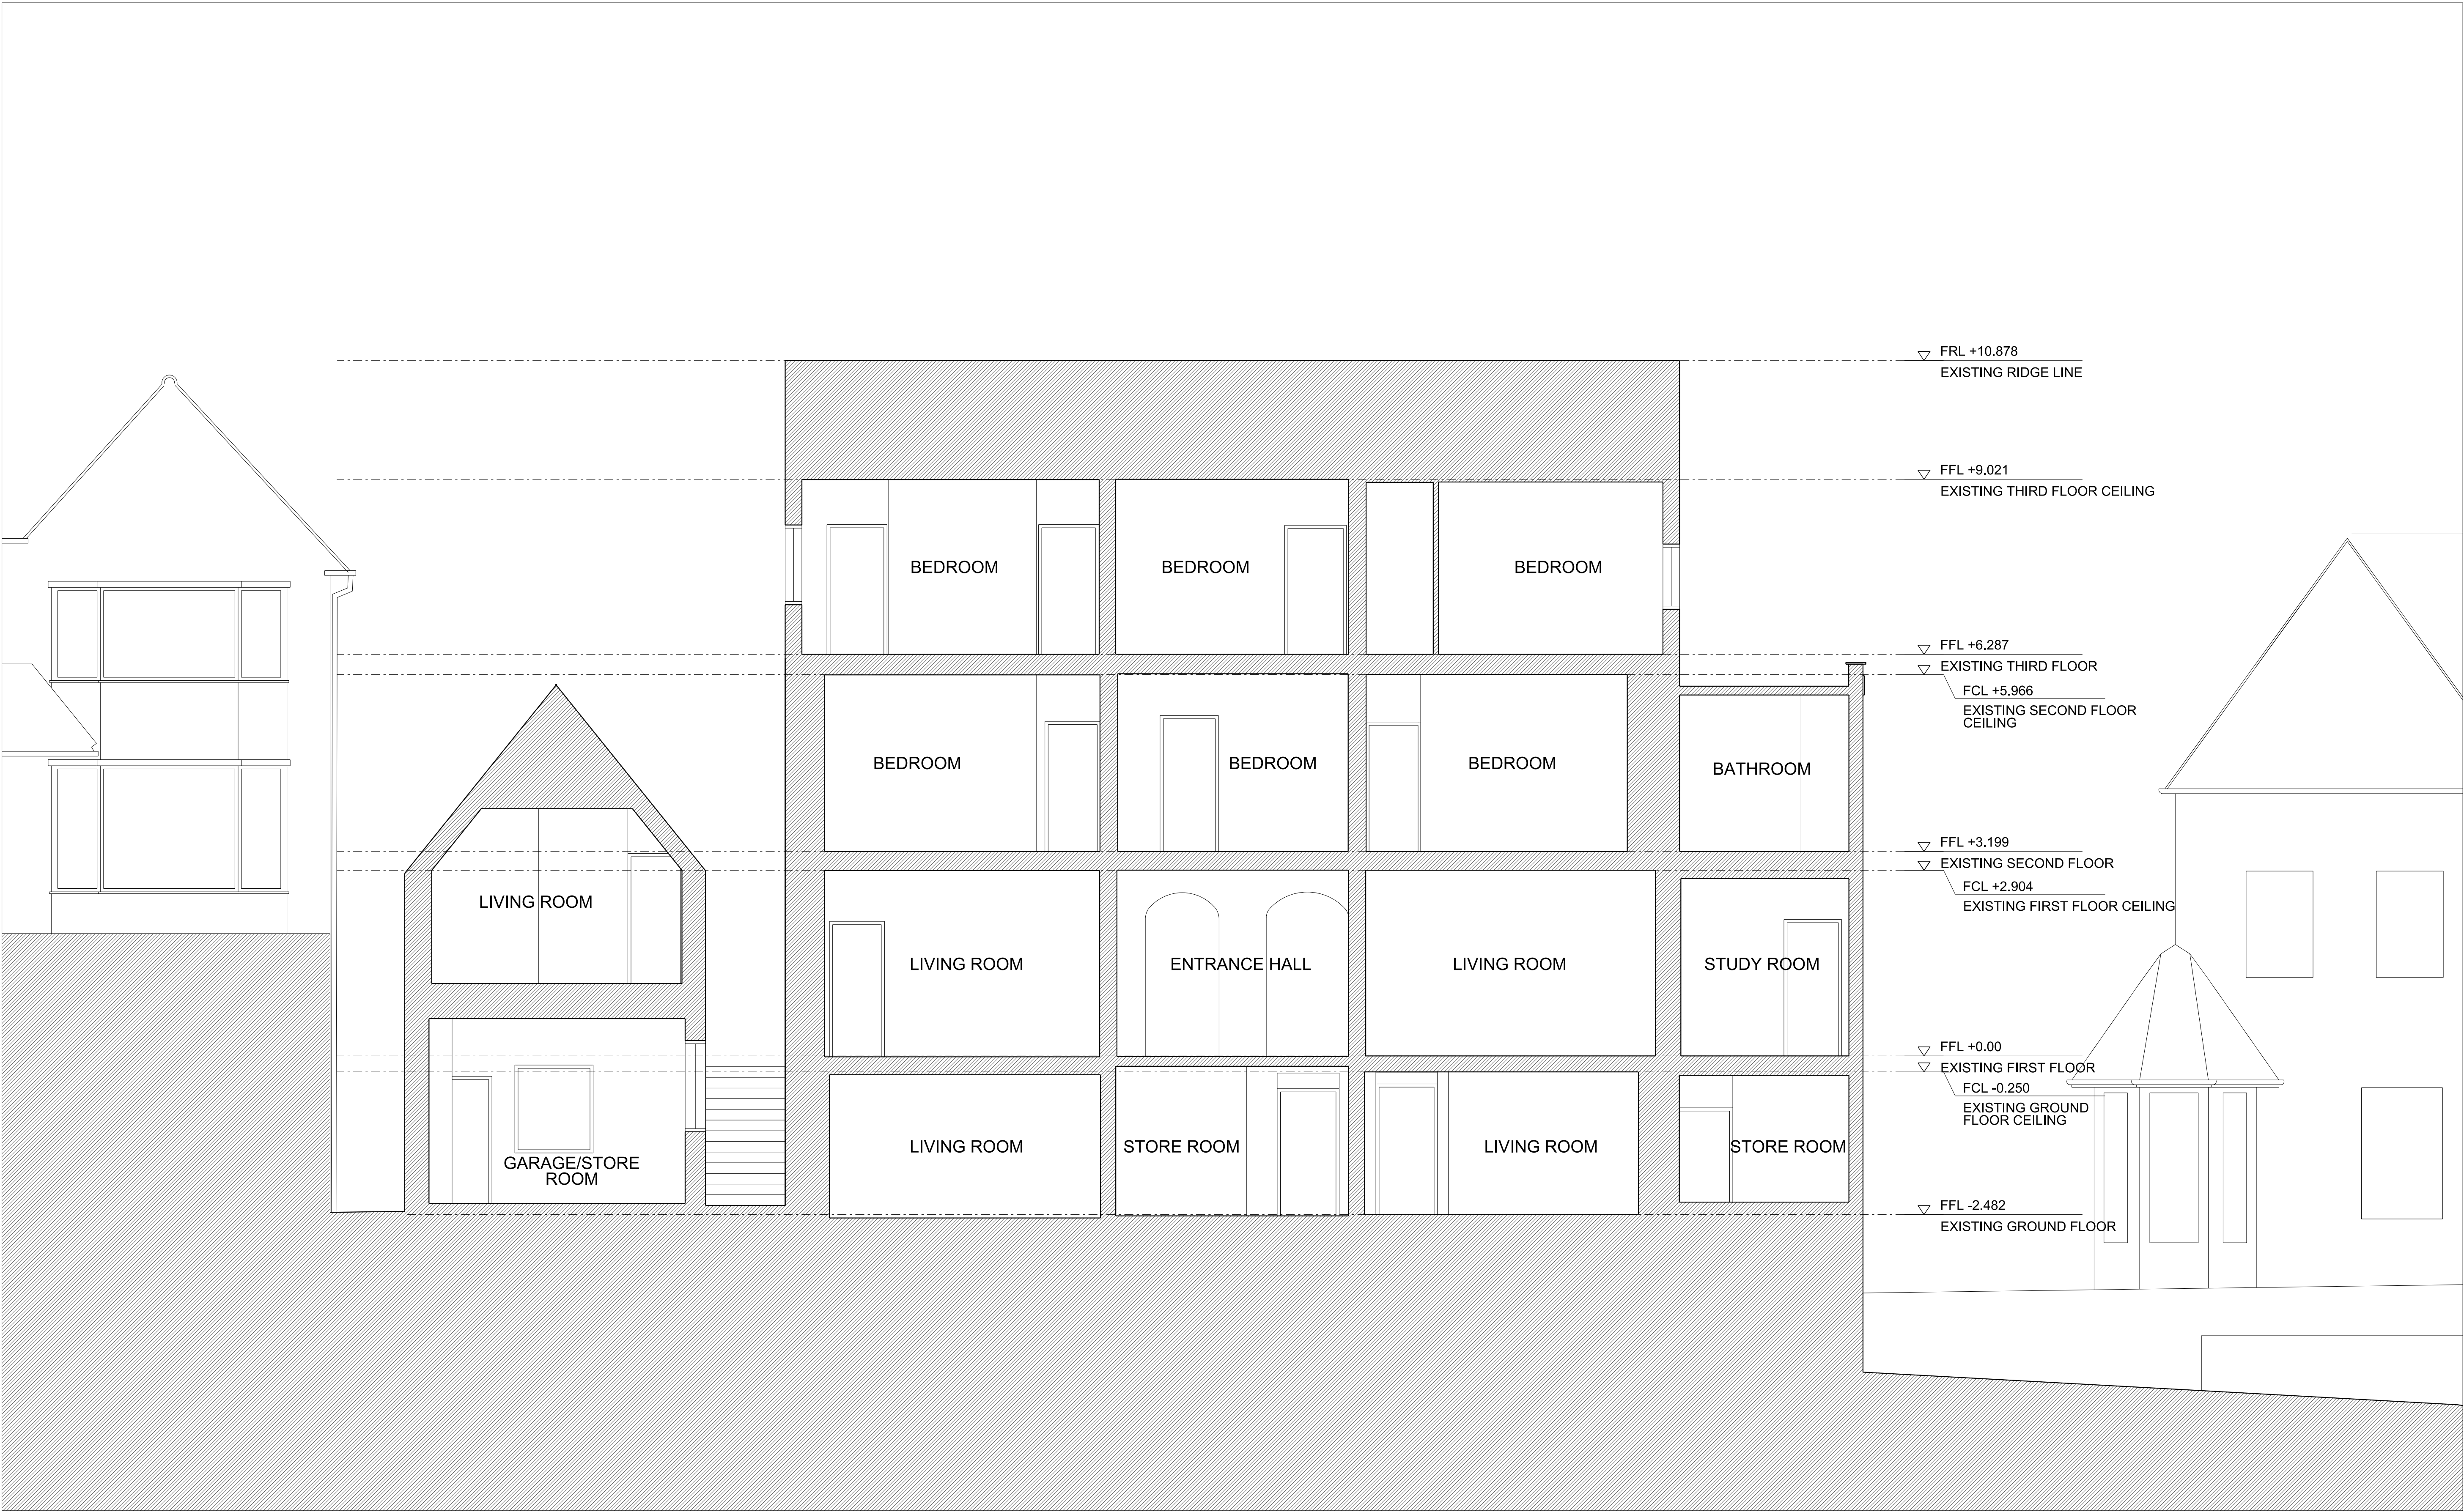 FRL +10.878
EXISTING RIDGE LINE
FFL +9.021
EXISTING THIRD FLOOR CEILING
BEDROOM
BEDROOM
BEDROOM
FFL +6.287
EXISTING THIRD FLOOR
FCL +5.966
EXISTING SECOND FLOOR
CEILING
BEDROOM
BEDROOM
BEDROOM
BATHROOM
FFL +3.199
EXISTING SECOND FLOOR
FCL +2.904
EXISTING FIRST FLOOR CEILING
LIVING ROOM
LIVING ROOM
ENTRANCE HALL
LIVING ROOM
STUDY ROOM
FFL +0.00
EXISTING FIRST FLOOR
FCL -0.250
EXISTING GROUND
FLOOR CEILING
GARAGE/STORE
ROOM
LIVING ROOM
STORE ROOM
LIVING ROOM
STORE ROOM
FFL -2.482
EXISTING GROUND FLOOR